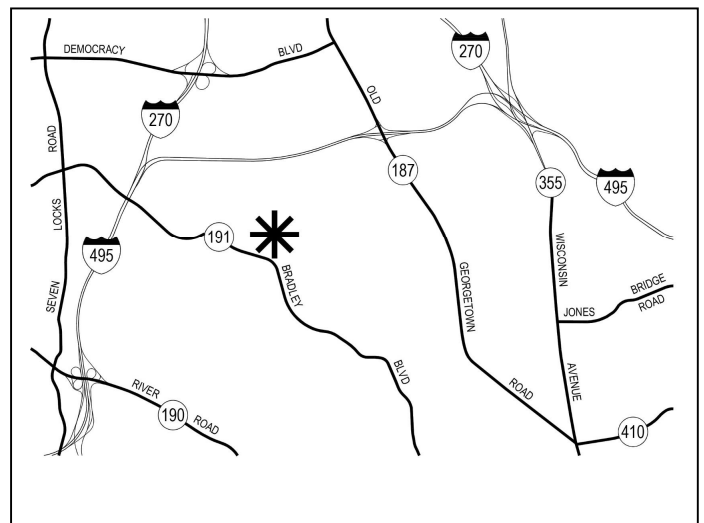 DEMOCRACY
BLVD
270
270
OLD
ROAD
187
355
495
LOCKS
191
495
WISCONSIN
BRADLEY
GEORGETOWN
BRIDGE
SEVEN
JONES
ROAD
BLVD
AVENUE
RIVER
ROAD
190
ROAD
410